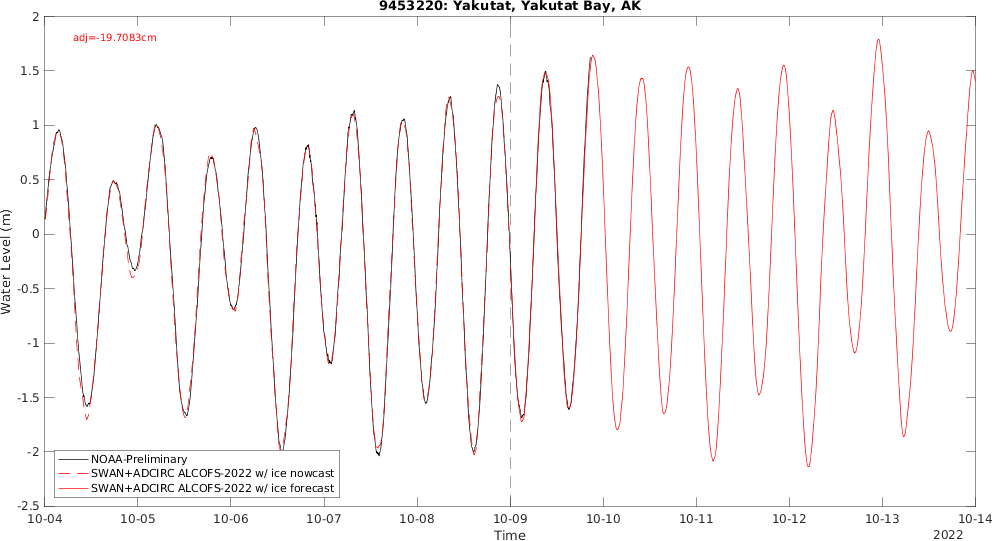 9453220: Yakutat, Yakutat Bay, AK
adj=-19.7083cm
2
1.5
1
0.5
0
-0.5
-1
-1.5
-2
-2.5
Water Level (m)
NOAA-Preliminary
SWAN+ADCIRC ALCOFS-2022 w/ ice nowcast
SWAN+ADCIRC ALCOFS-2022 w/ ice forecast
10-04 10-05 10-06 10-07 10-08 10-09 10-10 10-11 10-12 10-13 10-14
Time
2022